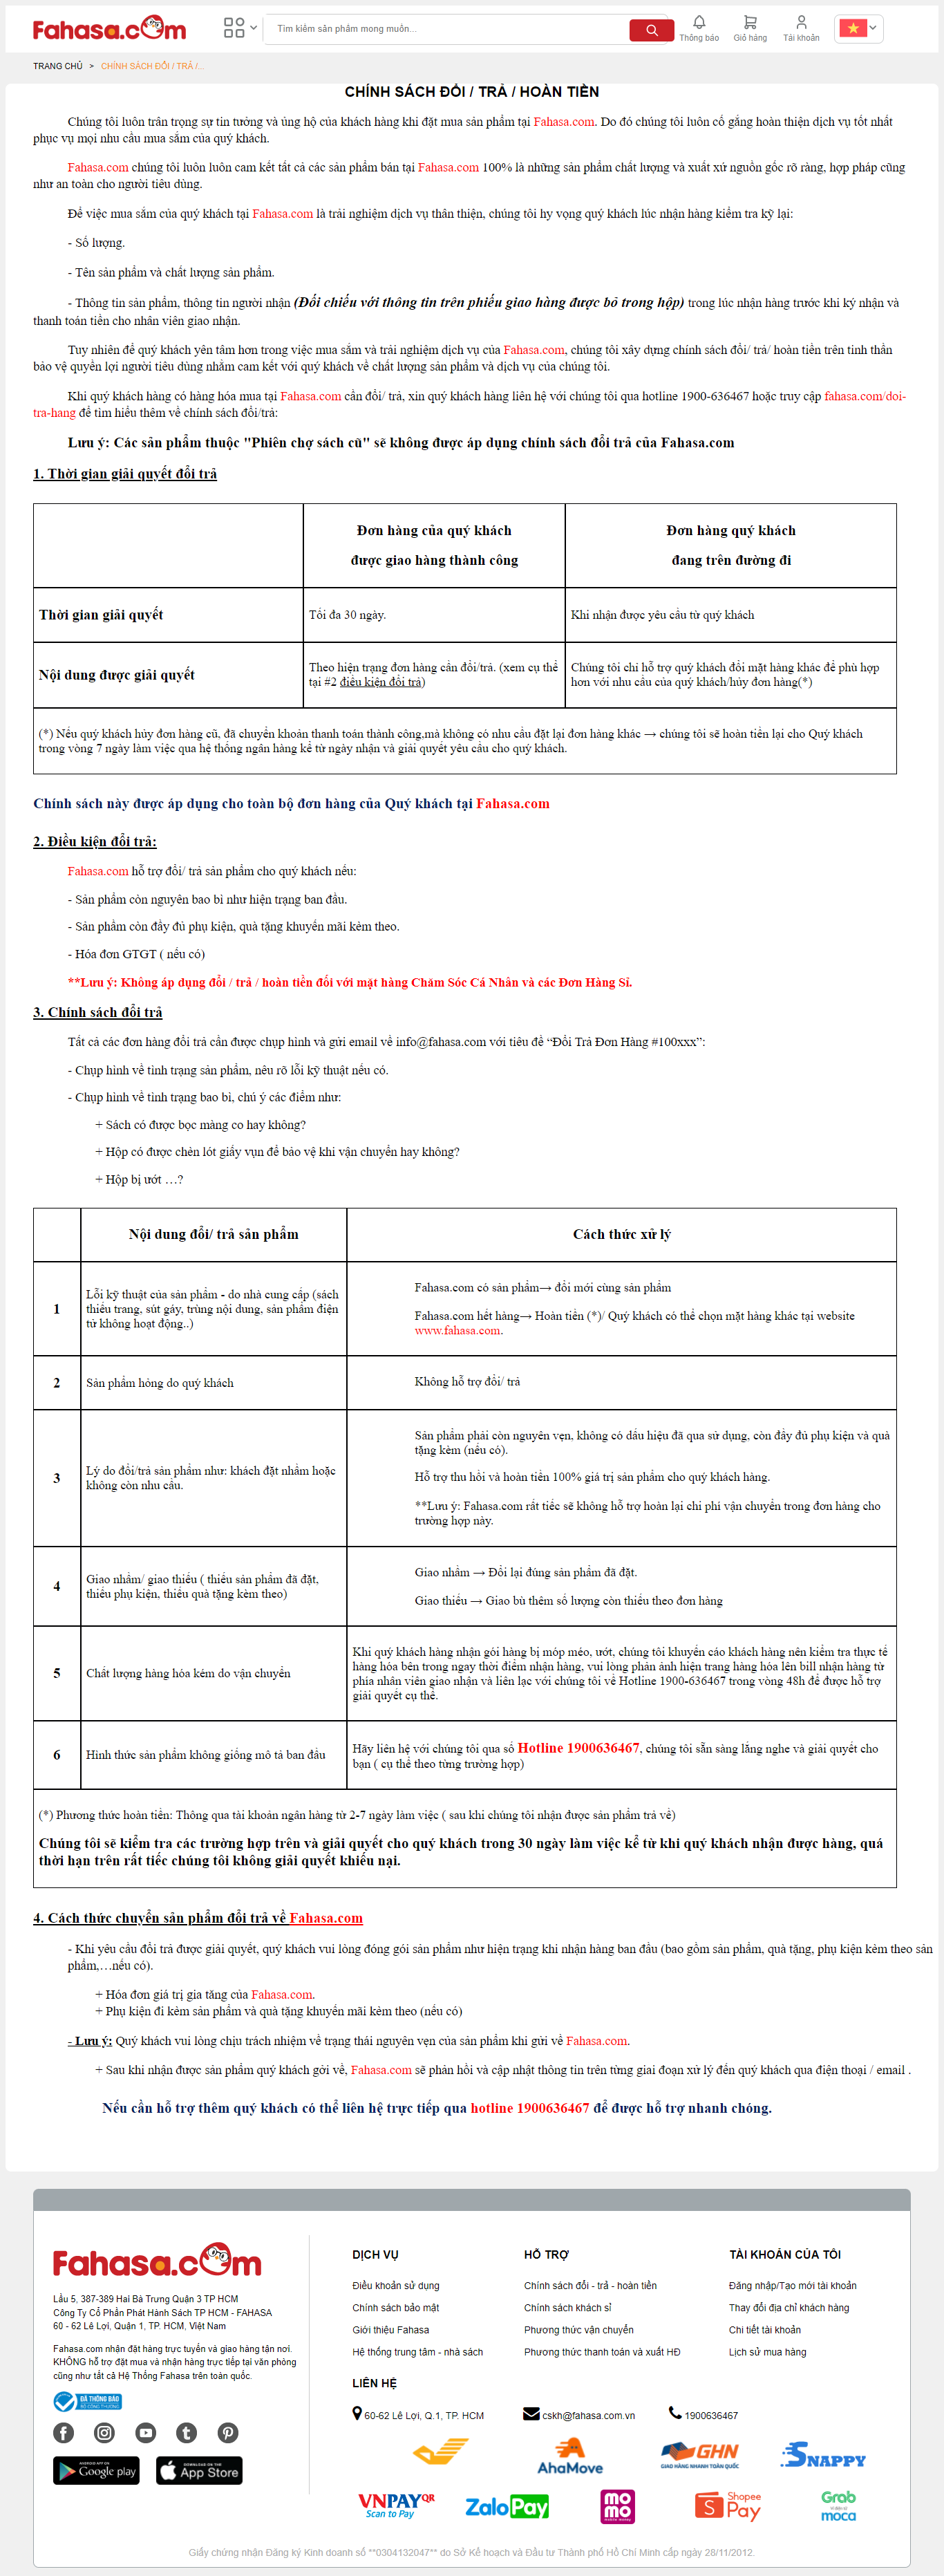 Fahasa.com
Tìm kiếm sản phẩm mong muốn...
Thông báo
Giỏ hàng
Tài khoản
TRANG CHỦ > CHÍNH SÁCH ĐỔI / TRẢ /...
CHÍNH SÁCH ĐỔI / TRẢ / HOÀN TIỀN
Chúng tôi luôn trân trọng sự tin tưởng và ủng hộ của khách hàng khi đặt mua sản phẩm tại Fahasa.com. Do đó chúng tôi luôn cố gắng hoàn thiện dịch vụ tốt nhất
phục vụ mọi nhu cầu mua sắm của quý khách.
Fahasa.com chúng tôi luôn luôn cam kết tất cả các sản phẩm bán tại Fahasa.com 100% là những sản phẩm chất lượng và xuất xứ nguồn gốc rõ ràng, hợp pháp cũng
như an toàn cho người tiêu dùng.
Để việc mua sắm của quý khách tại Fahasa.com là trải nghiệm dịch vụ thân thiện, chúng tôi hy vọng quý khách lúc nhận hàng kiểm tra kỹ lại:
- Số lượng.
- Tên sản phẩm và chất lượng sản phẩm.
- Thông tin sản phẩm, thông tin người nhận (Đối chiếu với thông tin trên phiếu giao hàng được bỏ trong hộp) trong lúc nhận hàng trước khi ký nhận và
thanh toán tiền cho nhân viên giao nhận.
Tuy nhiên để quý khách yên tâm hơn trong việc mua sắm và trải nghiệm dịch vụ của Fahasa.com, chúng tôi xây dựng chính sách đổi/ trả/ hoàn tiền trên tinh thần
bảo vệ quyền lợi người tiêu dùng nhằm cam kết với quý khách về chất lượng sản phẩm và dịch vụ của chúng tôi.
Khi quý khách hàng có hàng hóa mua tại Fahasa.com cần đổi/ trả, xin quý khách hàng liên hệ với chúng tôi qua hotline 1900-636467 hoặc truy cập fahasa.com/doi-
tra-hang để tìm hiểu thêm về chính sách đổi/trả:
Lưu ý: Các sản phẩm thuộc "Phiên chợ sách cũ" sẽ không được áp dụng chính sách đổi trả của Fahasa.com
1. Thời gian giải quyết đổi trả
Đơn hàng của quý khách
được giao hàng thành công
Đơn hàng quý khách
đang trên đường đi
Thời gian giải quyết
Tối đa 30 ngày.
Khi nhận được yêu cầu từ quý khách
Nội dung được giải quyết
Theo hiện trạng đơn hàng cần đổi/trả. (xem cụ thể
tại #2 điều kiện đổi trả)
Chúng tôi chỉ hỗ trợ quý khách đổi mặt hàng khác để phù hợp
hơn với nhu cầu của quý khách/hủy đơn hàng(*)
(*) Nếu quý khách hủy đơn hàng cũ, đã chuyển khoản thanh toán thành công,mà không có nhu cầu đặt lại đơn hàng khác → chúng tôi sẽ hoàn tiền lại cho Quý khách
trong vòng 7 ngày làm việc qua hệ thống ngân hàng kể từ ngày nhận và giải quyết yêu cầu cho quý khách.
Chính sách này được áp dụng cho toàn bộ đơn hàng của Quý khách tại Fahasa.com
2. Điều kiện đổi trả:
Fahasa.com hỗ trợ đổi/ trả sản phẩm cho quý khách nếu:
- Sản phẩm còn nguyên bao bì như hiện trạng ban đầu.
- Sản phẩm còn đầy đủ phụ kiện, quà tặng khuyến mãi kèm theo.
- Hóa đơn GTGT ( nếu có)
**Lưu ý: Không áp dụng đổi / trả / hoàn tiền đối với mặt hàng Chăm Sóc Cá Nhân và các Đơn Hàng Sỉ.
3. Chính sách đổi trả
Tất cả các đơn hàng đổi trả cần được chụp hình và gửi email về info@fahasa.com với tiêu đề “Đổi Trả Đơn Hàng #100xxx”:
- Chụp hình về tình trạng sản phẩm, nêu rõ lỗi kỹ thuật nếu có.
- Chụp hình về tình trạng bao bì, chú ý các điểm như:
+ Sách có được bọc màng co hay không?
+ Hộp có được chèn lót giấy vụn để bảo vệ khi vận chuyển hay không?
+ Hộp bị ướt …?
Nội dung đổi/ trả sản phẩm
Cách thức xử lý
1
Lỗi kỹ thuật của sản phẩm - do nhà cung cấp (sách
thiếu trang, sút gáy, trùng nội dung, sản phẩm điện
tử không hoạt động..)
Fahasa.com có sản phẩm→ đổi mới cùng sản phẩm
Fahasa.com hết hàng→ Hoàn tiền (*)/ Quý khách có thể chọn mặt hàng khác tại website
www.fahasa.com.
2
Sản phẩm hỏng do quý khách
Không hỗ trợ đổi/ trả
3
Lý do đổi/trả sản phẩm như: khách đặt nhầm hoặc
không còn nhu cầu.
Sản phẩm phải còn nguyên vẹn, không có dấu hiệu đã qua sử dụng, còn đầy đủ phụ kiện và quà
tặng kèm (nếu có).
Hỗ trợ thu hồi và hoàn tiền 100% giá trị sản phẩm cho quý khách hàng.
**Lưu ý: Fahasa.com rất tiếc sẽ không hỗ trợ hoàn lại chi phí vận chuyển trong đơn hàng cho
trường hợp này.
4
Giao nhầm/ giao thiếu ( thiếu sản phẩm đã đặt,
thiếu phụ kiện, thiếu quà tặng kèm theo)
Giao nhầm → Đổi lại đúng sản phẩm đã đặt.
Giao thiếu → Giao bù thêm số lượng còn thiếu theo đơn hàng
5
Chất lượng hàng hóa kém do vận chuyển
Khi quý khách hàng nhận gói hàng bị móp méo, ướt, chúng tôi khuyến cáo khách hàng nên kiểm tra thực tế
hàng hóa bên trong ngay thời điểm nhận hàng, vui lòng phản ảnh hiện trang hàng hóa lên bill nhận hàng từ
phía nhân viên giao nhận và liên lạc với chúng tôi về Hotline 1900-636467 trong vòng 48h để được hỗ trợ
giải quyết cụ thể.
6
Hình thức sản phẩm không giống mô tả ban đầu
Hãy liên hệ với chúng tôi qua số Hotline 1900636467, chúng tôi sẵn sàng lắng nghe và giải quyết cho
bạn ( cụ thể theo từng trường hợp)
(*) Phương thức hoàn tiền: Thông qua tài khoản ngân hàng từ 2-7 ngày làm việc ( sau khi chúng tôi nhận được sản phẩm trả về)
Chúng tôi sẽ kiểm tra các trường hợp trên và giải quyết cho quý khách trong 30 ngày làm việc kể từ khi quý khách nhận được hàng, quá
thời hạn trên rất tiếc chúng tôi không giải quyết khiếu nại.
4. Cách thức chuyển sản phẩm đổi trả về Fahasa.com
- Khi yêu cầu đổi trả được giải quyết, quý khách vui lòng đóng gói sản phẩm như hiện trạng khi nhận hàng ban đầu (bao gồm sản phẩm, quà tặng, phụ kiện kèm theo sản
phẩm,…nếu có).
+ Hóa đơn giá trị gia tăng của Fahasa.com.
+ Phụ kiện đi kèm sản phẩm và quà tặng khuyến mãi kèm theo (nếu có)
- Lưu ý: Quý khách vui lòng chịu trách nhiệm về trạng thái nguyên vẹn của sản phẩm khi gửi về Fahasa.com.
+ Sau khi nhận được sản phẩm quý khách gởi về, Fahasa.com sẽ phản hồi và cập nhật thông tin trên từng giai đoạn xử lý đến quý khách qua điện thoại / email .
Nếu cần hỗ trợ thêm quý khách có thể liên hệ trực tiếp qua hotline 1900636467 để được hỗ trợ nhanh chóng.
Fahasa.com
Lầu 5, 387-389 Hai Bà Trưng Quận 3 TP HCM
Công Ty Cổ Phần Phát Hành Sách TP HCM - FAHASA
60 - 62 Lê Lợi, Quận 1, TP. HCM, Việt Nam
Fahasa.com nhận đặt hàng trực tuyến và giao hàng tận nơi.
KHÔNG hỗ trợ đặt mua và nhận hàng trực tiếp tại văn phòng
cũng như tất cả Hệ Thống Fahasa trên toàn quốc.
ĐÃ THÔNG BÁO
BỘ CÔNG THƯƠNG
ANDROID APP ON
Google play
Download on the
App Store
DỊCH VỤ
Điều khoản sử dụng
Chính sách bảo mật
Giới thiệu Fahasa
Hệ thống trung tâm - nhà sách
HỖ TRỢ
Chính sách đổi - trả - hoàn tiền
Chính sách khách sỉ
Phương thức vận chuyển
Phương thức thanh toán và xuất HĐ
TÀI KHOẢN CỦA TÔI
Đăng nhập/Tạo mới tài khoản
Thay đổi địa chỉ khách hàng
Chi tiết tài khoản
Lịch sử mua hàng
LIÊN HỆ
60-62 Lê Lợi, Q.1, TP. HCM
cskh@fahasa.com.vn
1900636467
AhaMove
GHN
GIAO HÀNG NHANH TOÀN QUỐC
SNAPPY
VNPAYQR
Scan to Pay
ZaloPay
MOMO
Shopee
Pay
Grab
moca
Giấy chứng nhận Đăng ký Kinh doanh số **0304132047** do Sở Kế hoạch và Đầu tư Thành phố Hồ Chí Minh cấp ngày 28/11/2012.